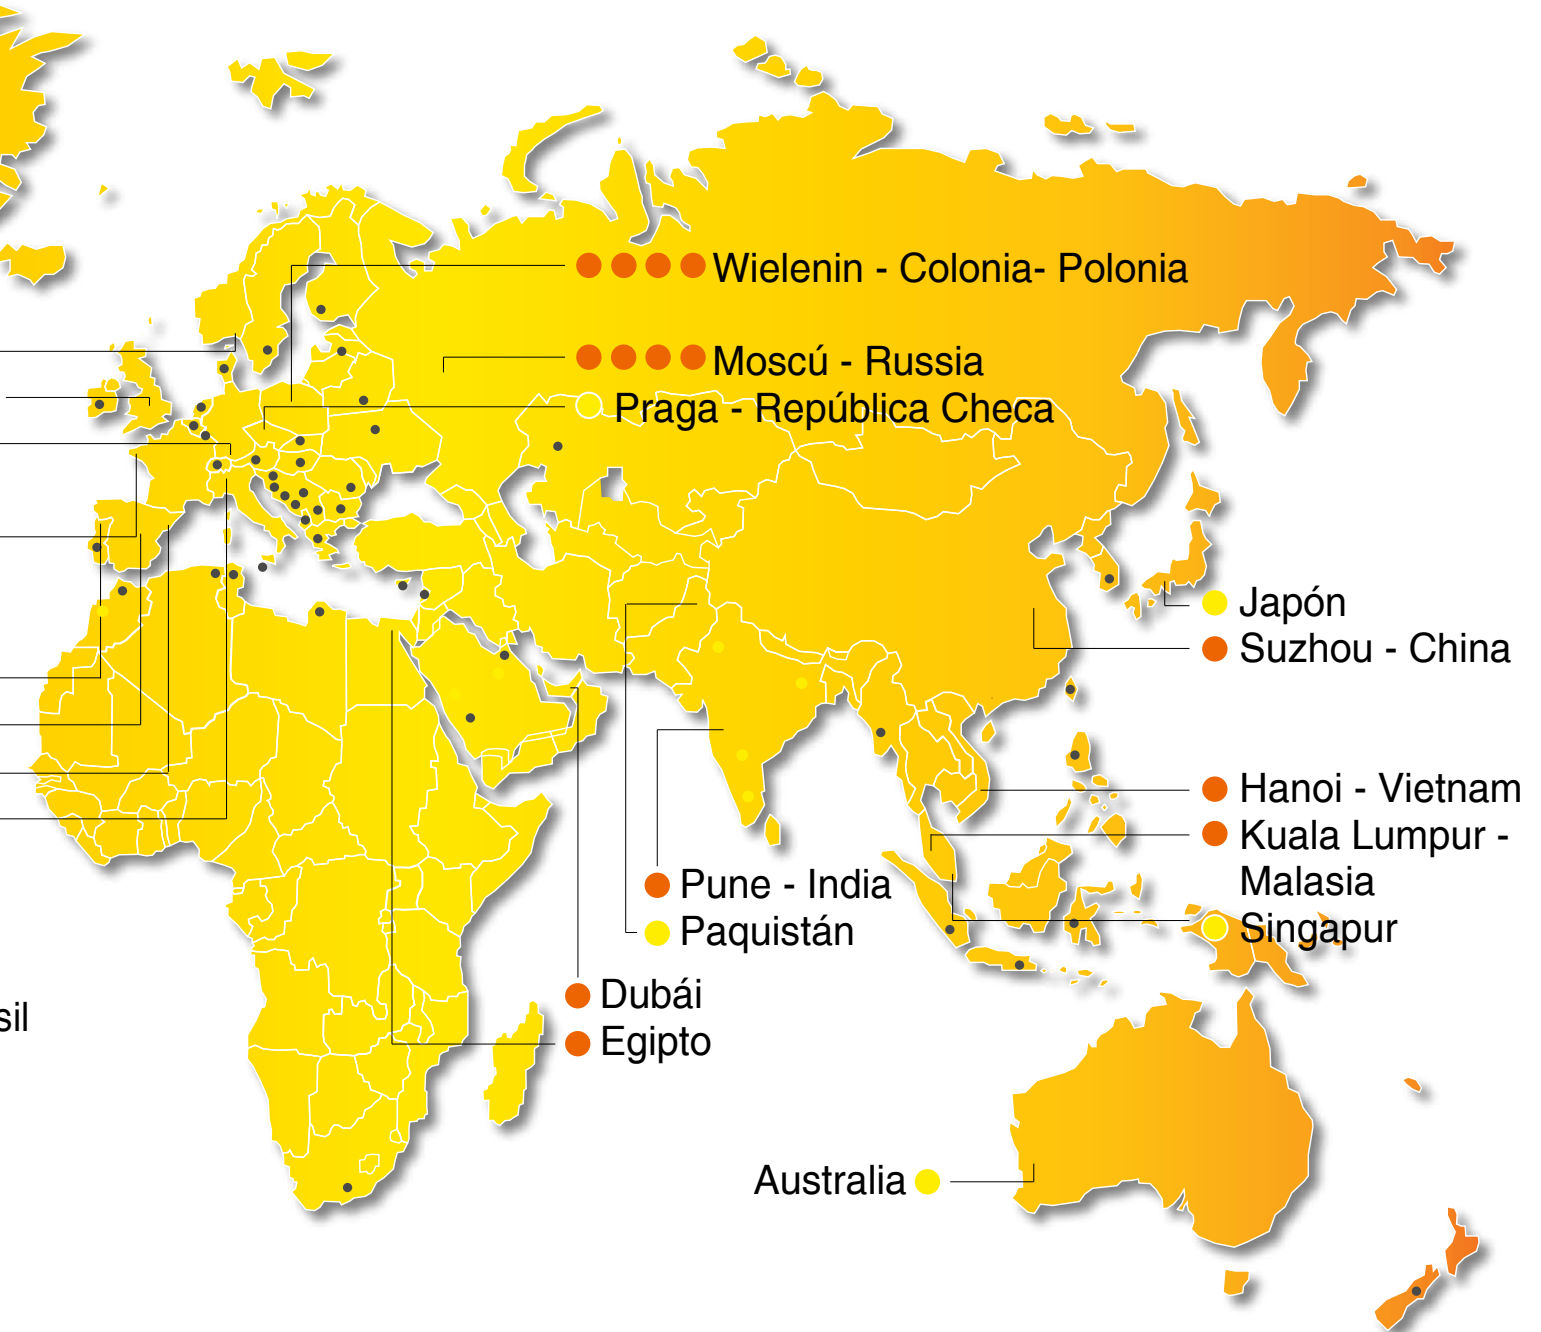 Wielenin - Colonia- Polonia
Moscú - Russia
Praga - República Checa
Japón
Suzhou - China
Hanoi - Vietnam
Kuala Lumpur -
Malasia
Singapur
Pune - India
Paquistán
Dubái
Egipto
sil
Australia